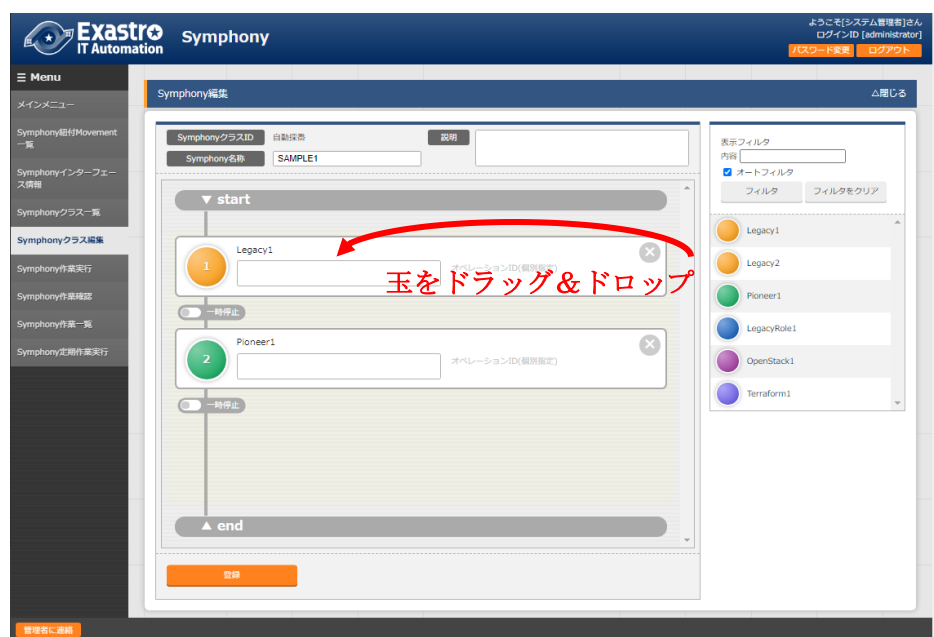 Exastro
IT Automation
Symphony
ようこそ[システム管理者]さん
ログインID [administrator]
パスワード変更
ログアウト
☰ Menu
メインメニュー
Symphony紐付Movement
一覧
Symphonyインターフェー
ス情報
Symphonyクラス一覧
Symphonyクラス編集
Symphony作業実行
Symphony作業確認
Symphony作業一覧
Symphony定期作業実行
Symphony編集
△閉じる
SymphonyクラスID
自動採番
説明
Symphony名称
SAMPLE1
▼ start
1
Legacy1
オペレーションID(個別指定)
玉をドラッグ&ドロップ
一時停止
2
Pioneer1
オペレーションID(個別指定)
一時停止
▲ end
登録
表示フィルタ
内容
オートフィルタ
フィルタ
フィルタをクリア
Legacy1
Legacy2
Pioneer1
LegacyRole1
OpenStack1
Terraform1
管理者に連絡